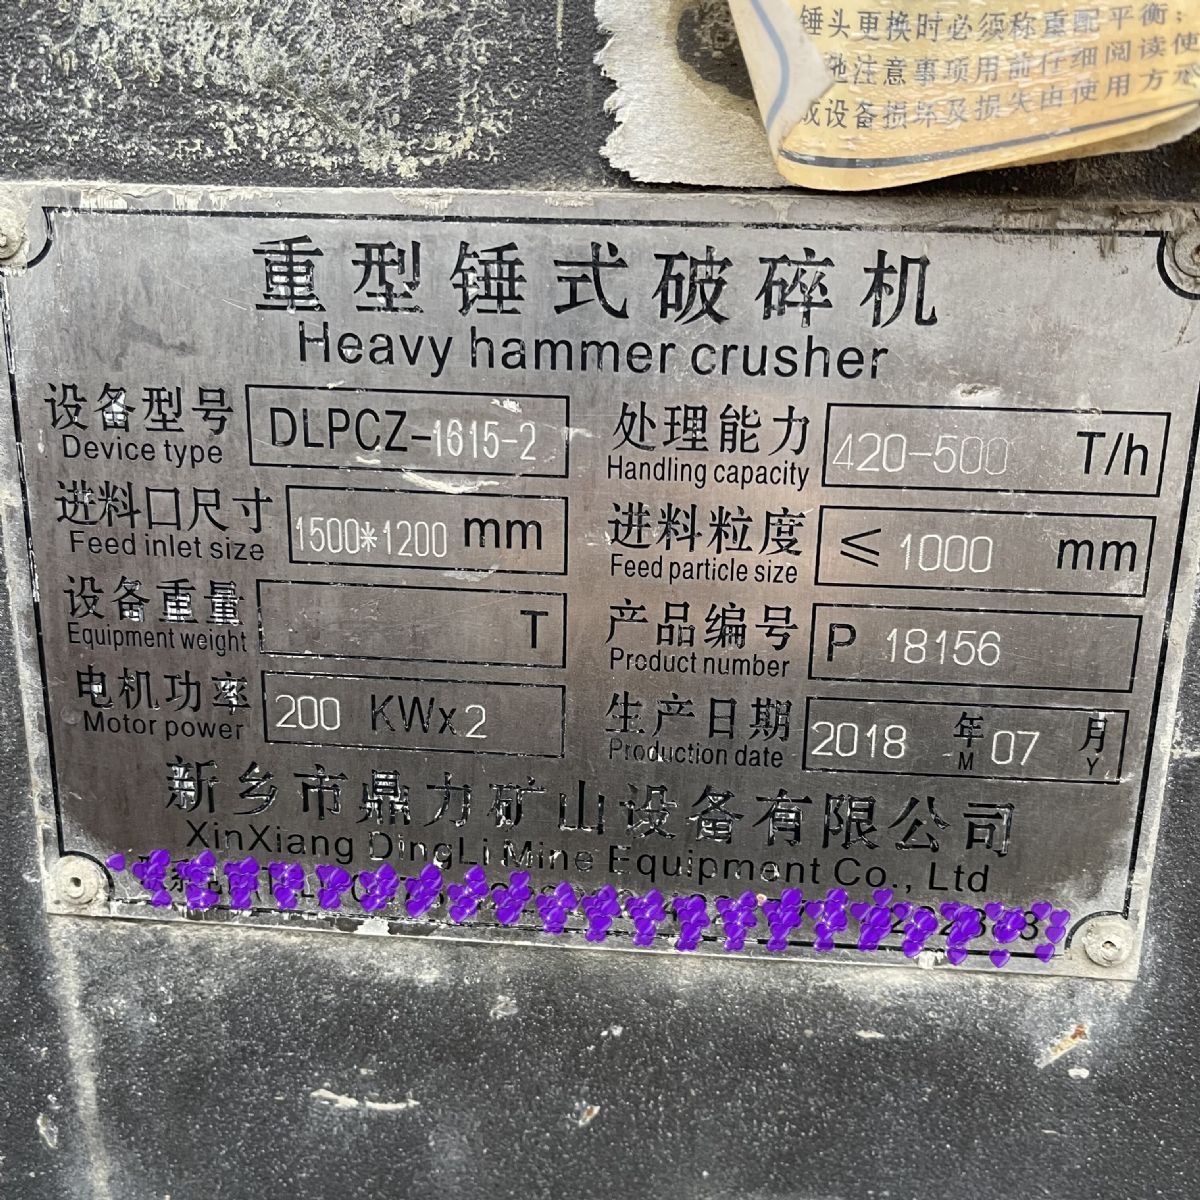 锤头更换时必须称重配平衡；
他注意事项用前仔细阅读使
成设备损坏及损失由使用方
重型锤式破碎机
Heavy hammer crusher
设备型号 DLPCZ-1615-2 处理能力 420-500 T/h
Device type Handling capacity
进料口尺寸 1500*1200 mm 进料粒度 ≤ 1000 mm
Feed inlet size Feed particle size
设备重量 T 产品编号 P 18156
Equipment weight Product number
电机功率 200 KWx2 生产日期 2018 年 07 月
Motor power Production date M Y
新乡市鼎力矿山设备有限公司
XinXiang DingLi Mine Equipment Co., Ltd